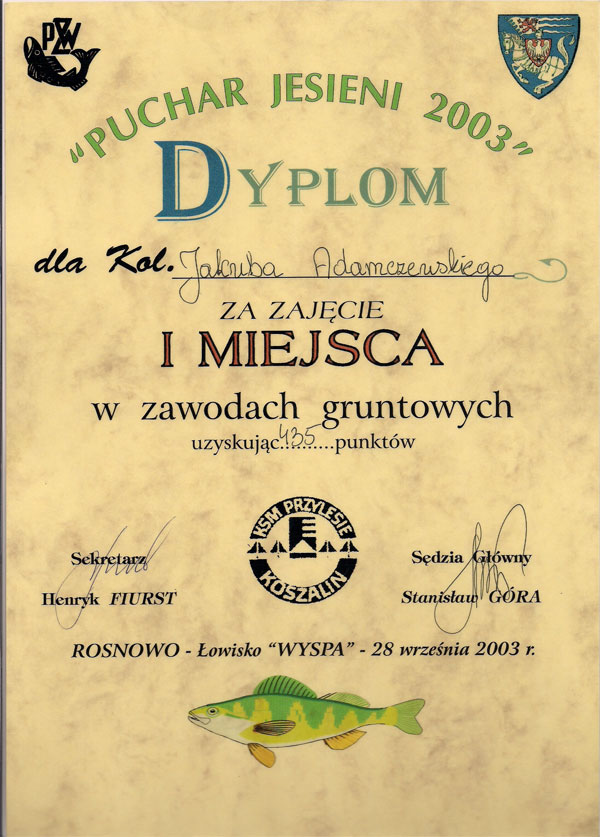 PZW
"PUCHAR JESIENI 2003"
DYPLOM
dla Kol. Jakuba Adamczewskiego
ZA ZAJĘCIE
I MIEJSCA
w zawodach gruntowych
uzyskując..435.......punktów
KSM PRZYLESIE
KOSZALIN
Sekretarz
Henryk FIURST
Sędzia Główny
Stanisław GÓRA
ROSNOWO - Łowisko "WYSPA" - 28 września 2003 r.